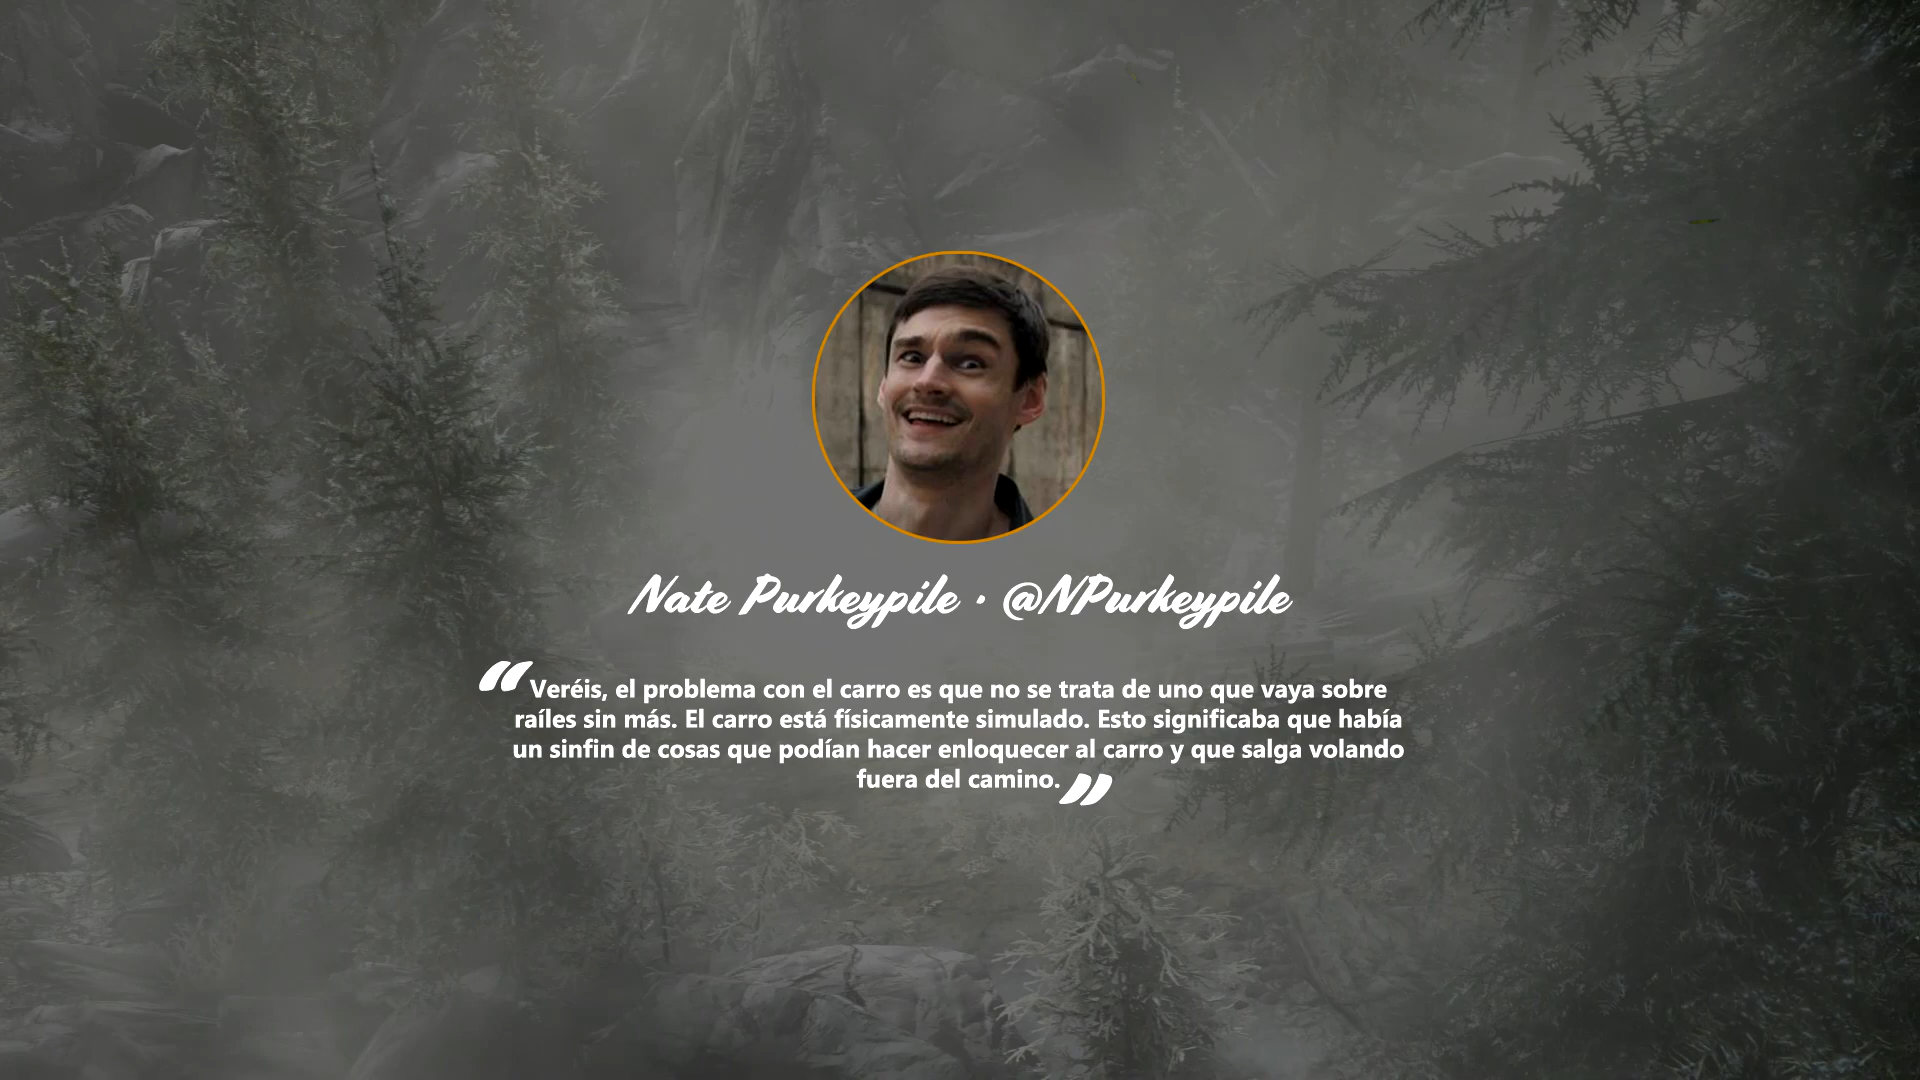 Nate Purkeypile · @NPurkeypile
“Veréis, el problema con el carro es que no se trata de uno que vaya sobre
raíles sin más. El carro está físicamente simulado. Esto significaba que había
un sinfin de cosas que podían hacer enloquecer al carro y que salga volando
fuera del camino.”